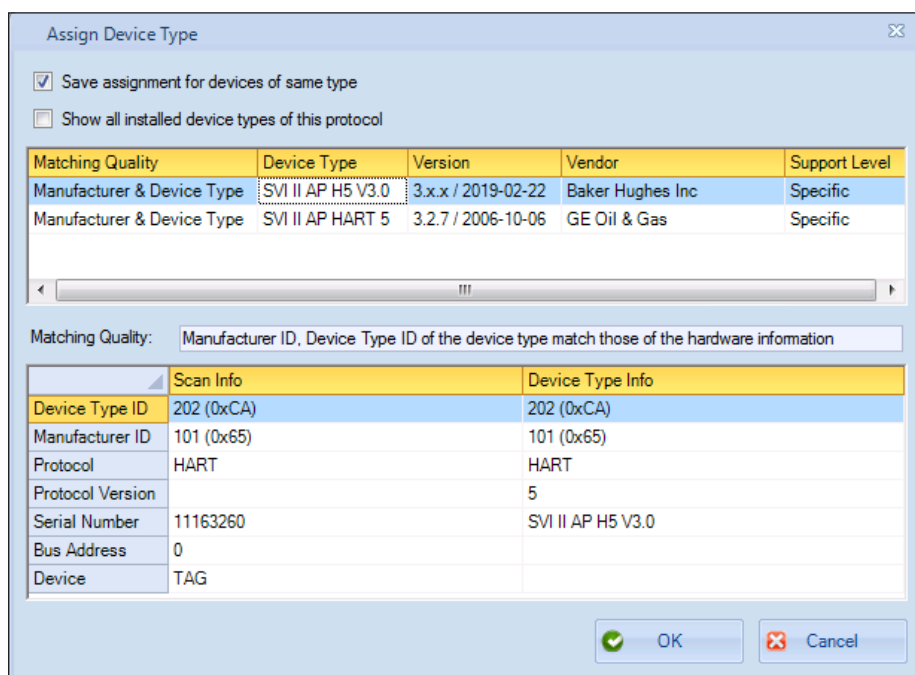 Assign Device Type
Save assignment for devices of same type
Show all installed device types of this protocol
Matching Quality Device Type Version Vendor Support Level
Manufacturer & Device Type SVI II AP H5 V3.0 3.x.x / 2019-02-22 Baker Hughes Inc Specific
Manufacturer & Device Type SVI II AP HART 5 3.2.7 / 2006-10-06 GE Oil & Gas Specific
Matching Quality: Manufacturer ID, Device Type ID of the device type match those of the hardware information
Scan Info Device Type Info
Device Type ID 202 (0xCA) 202 (0xCA)
Manufacturer ID 101 (0x65) 101 (0x65)
Protocol HART HART
Protocol Version 5
Serial Number 11163260 SVI II AP H5 V3.0
Bus Address 0
Device TAG
OK Cancel